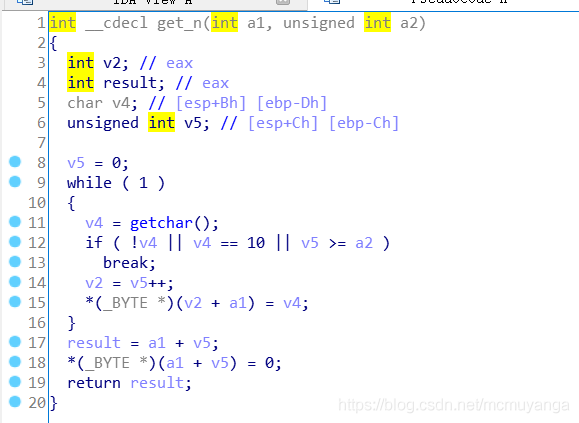 IDA View-A
Pseudocode-A
1 int __cdecl get_n(int a1, unsigned int a2)
2 {
3 int v2; // eax
4 int result; // eax
5 char v4; // [esp+Bh] [ebp-Dh]
6 unsigned int v5; // [esp+Ch] [ebp-Ch]
7
8 v5 = 0;
9 while ( 1 )
10 {
11 v4 = getchar();
12 if ( !v4 || v4 == 10 || v5 >= a2 )
13 break;
14 v2 = v5++;
15 *(_BYTE *)(v2 + a1) = v4;
16 }
17 result = a1 + v5;
18 *(_BYTE *)(a1 + v5) = 0;
19 return result;
20 }
https://blog.csdn.net/mcmuyanga